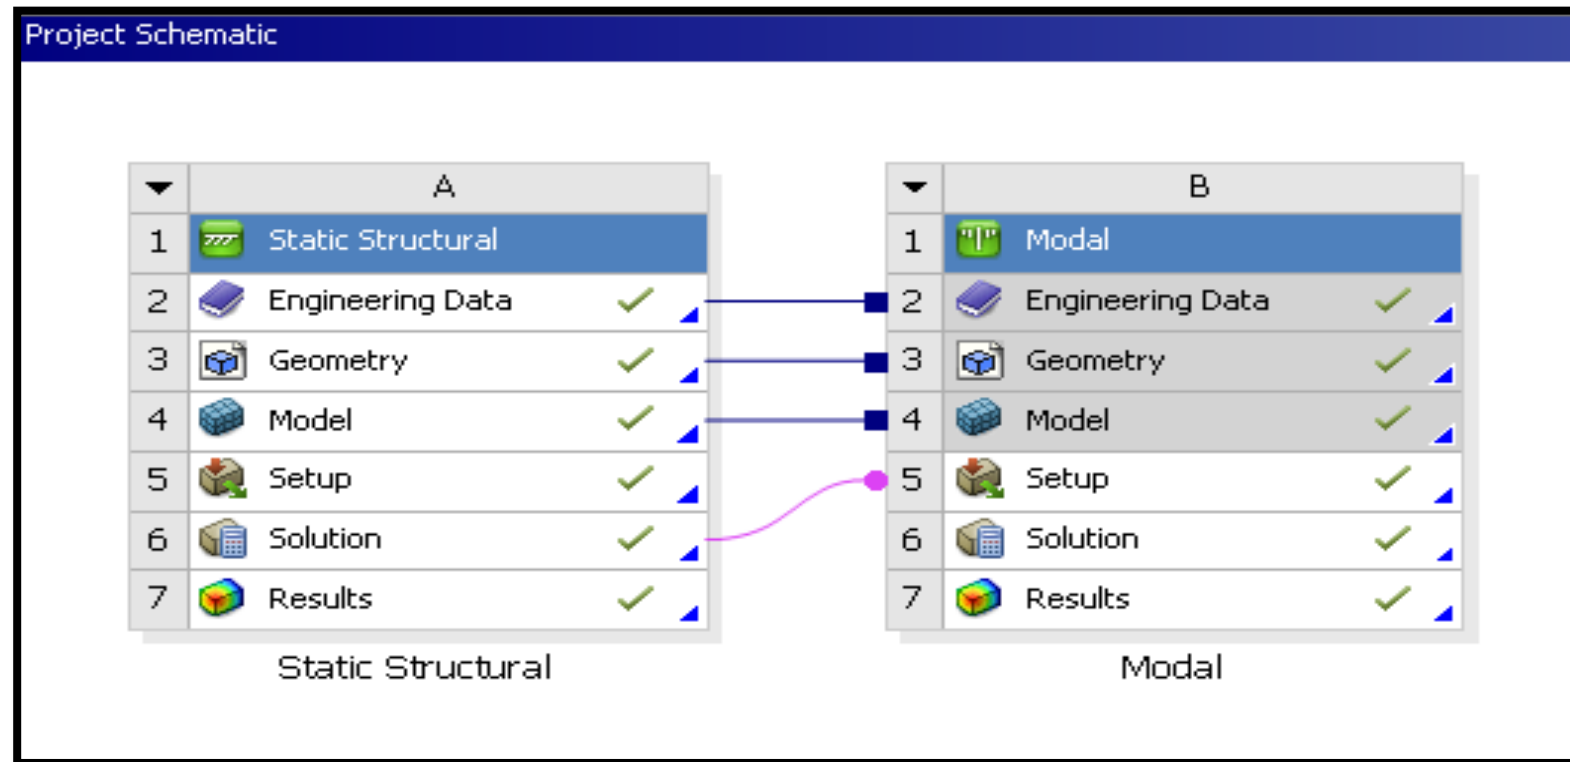 Project Schematic
A
1 Static Structural
2 Engineering Data
3 Geometry
4 Model
5 Setup
6 Solution
7 Results
Static Structural
B
1 Modal
2 Engineering Data
3 Geometry
4 Model
5 Setup
6 Solution
7 Results
Modal